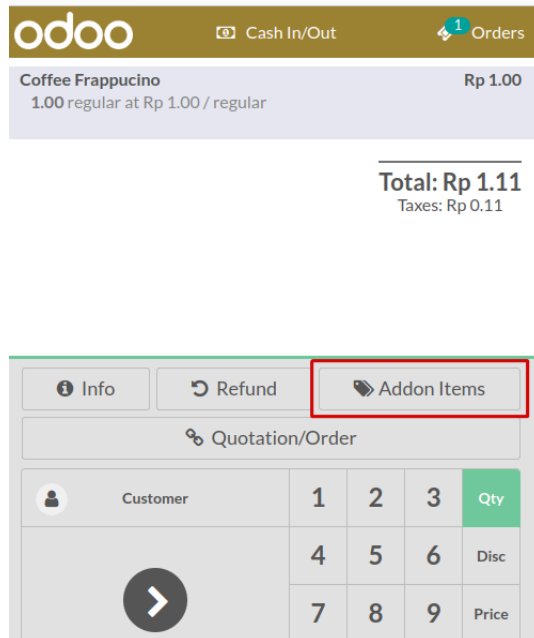 odoo Cash In/Out 1 Orders
Coffee Frappucino Rp 1.00
1.00 regular at Rp 1.00 / regular
Total: Rp 1.11
Taxes: Rp 0.11
Info Refund Addon Items
Quotation/Order
Customer 1 2 3 Qty
4 5 6 Disc
7 8 9 Price